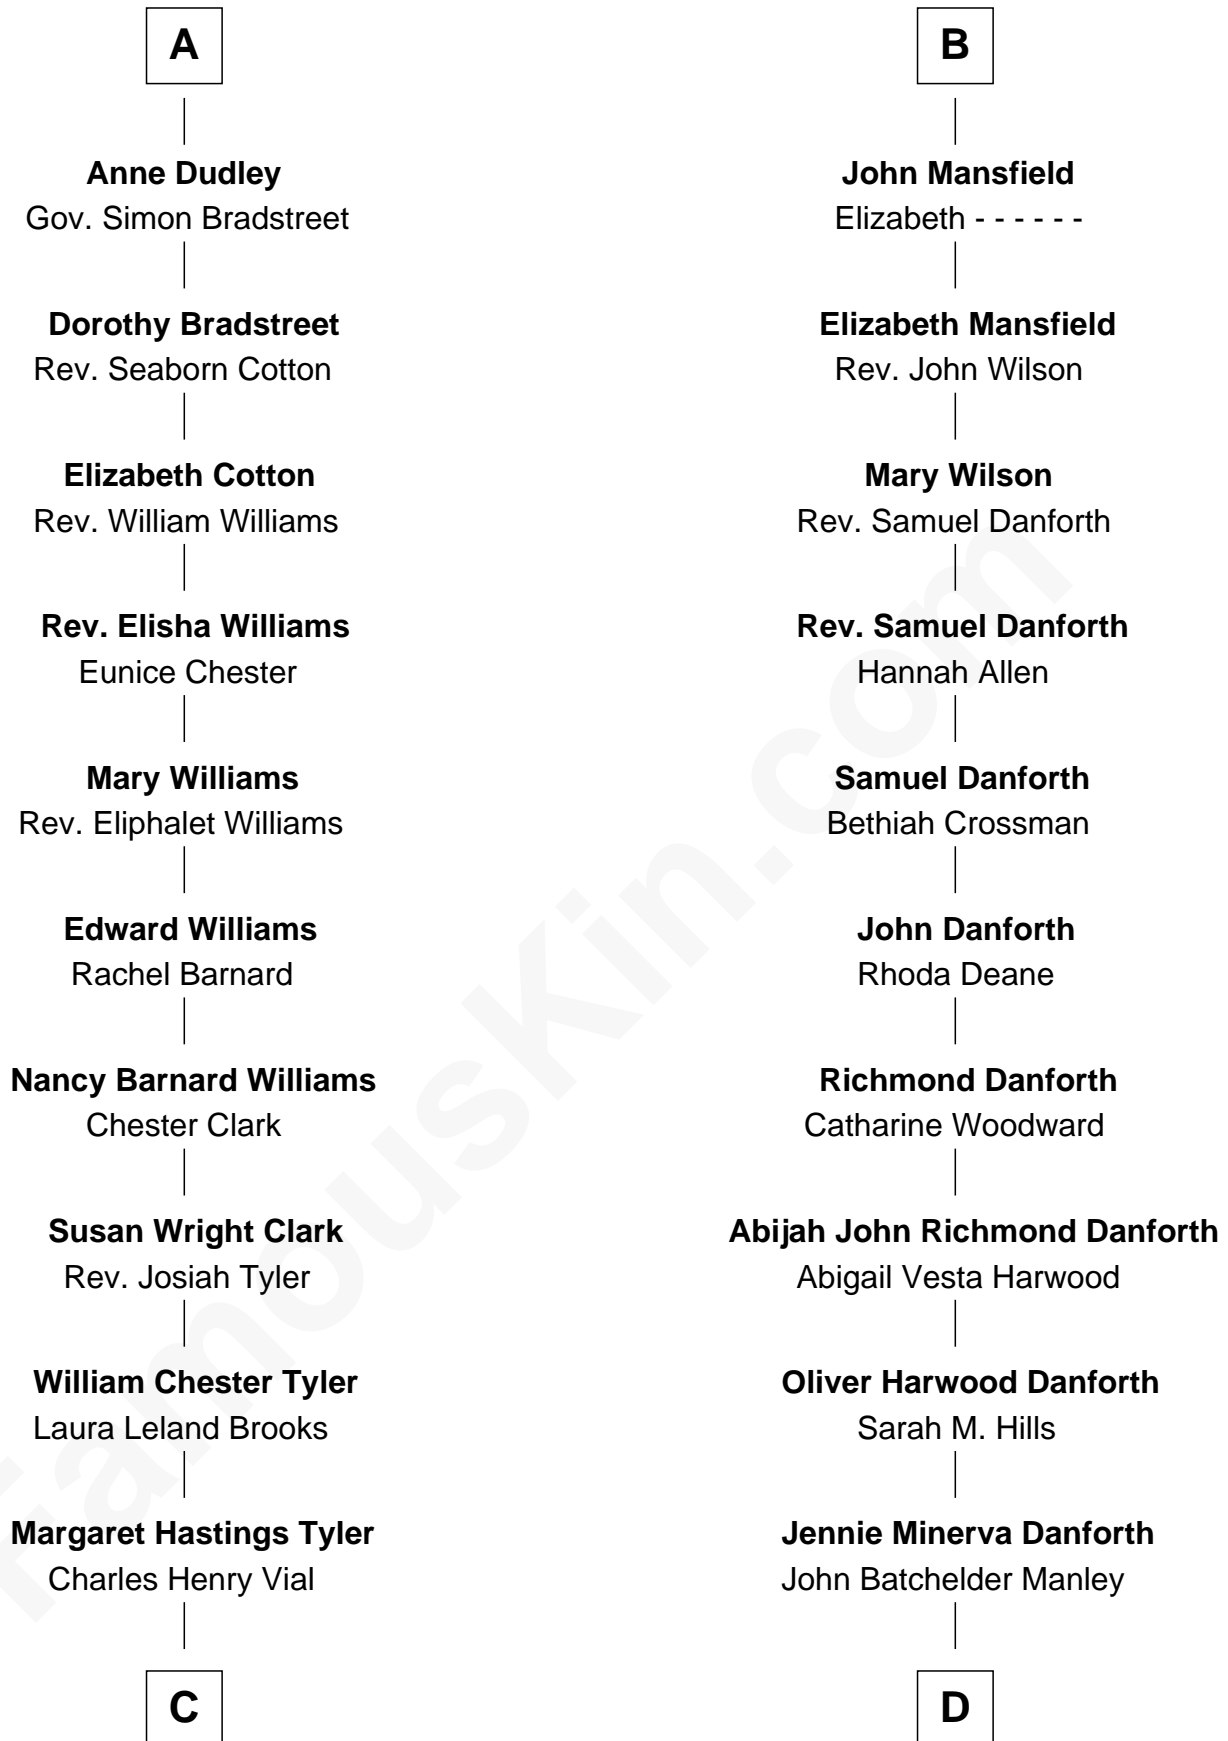 A
Anne Dudley
Gov. Simon Bradstreet
Dorothy Bradstreet
Rev. Seaborn Cotton
Elizabeth Cotton
Rev. William Williams
Rev. Elisha Williams
Eunice Chester
Mary Williams
Rev. Eliphalet Williams
Edward Williams
Rachel Barnard
Nancy Barnard Williams
Chester Clark
Susan Wright Clark
Rev. Josiah Tyler
William Chester Tyler
Laura Leland Brooks
Margaret Hastings Tyler
Charles Henry Vial
C
B
John Mansfield
Elizabeth - - - - - -
Elizabeth Mansfield
Rev. John Wilson
Mary Wilson
Rev. Samuel Danforth
Rev. Samuel Danforth
Hannah Allen
Samuel Danforth
Bethiah Crossman
John Danforth
Rhoda Deane
Richmond Danforth
Catharine Woodward
Abijah John Richmond Danforth
Abigail Vesta Harwood
Oliver Harwood Danforth
Sarah M. Hills
Jennie Minerva Danforth
John Batchelder Manley
D
FamousKin.com